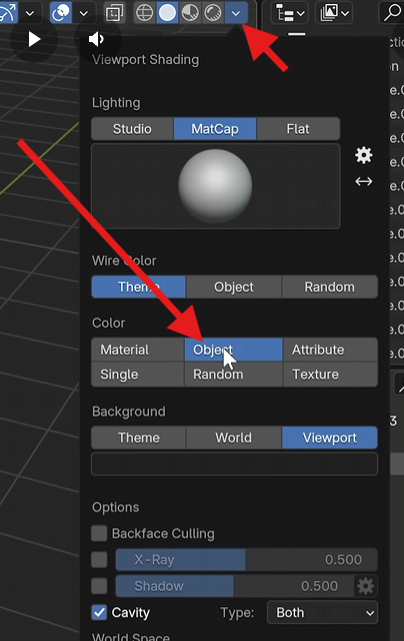 Viewport Shading
Lighting
Studio MatCap Flat
Wire Color
Theme Object Random
Color
Material Object Attribute
Single Random Texture
Background
Theme World Viewport
3
Options
Backface Culling
X-Ray 0.500
Shadow 0.500
Cavity Type: Both
World Space